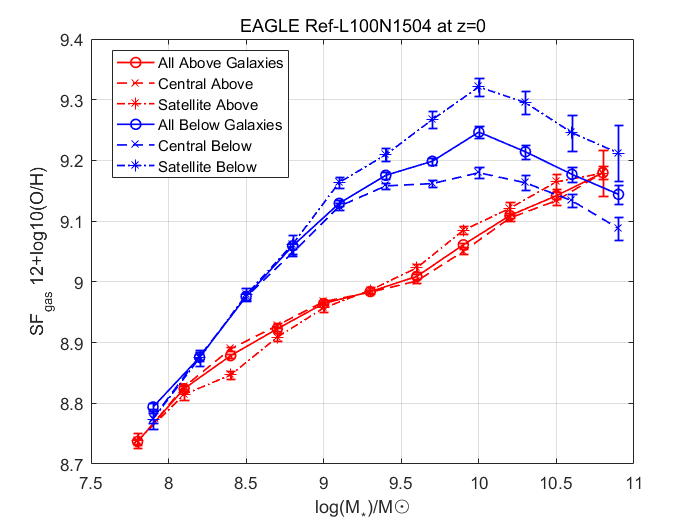 EAGLE Ref-L100N1504 at z=0
9.4
9.3
9.2
9.1
9
8.9
8.8
8.7
SF_gas 12+log10(O/H)
All Above Galaxies
Central Above
Satellite Above
All Below Galaxies
Central Below
Satellite Below
7.5 8 8.5 9 9.5 10 10.5 11
log(M⋆)/M☉